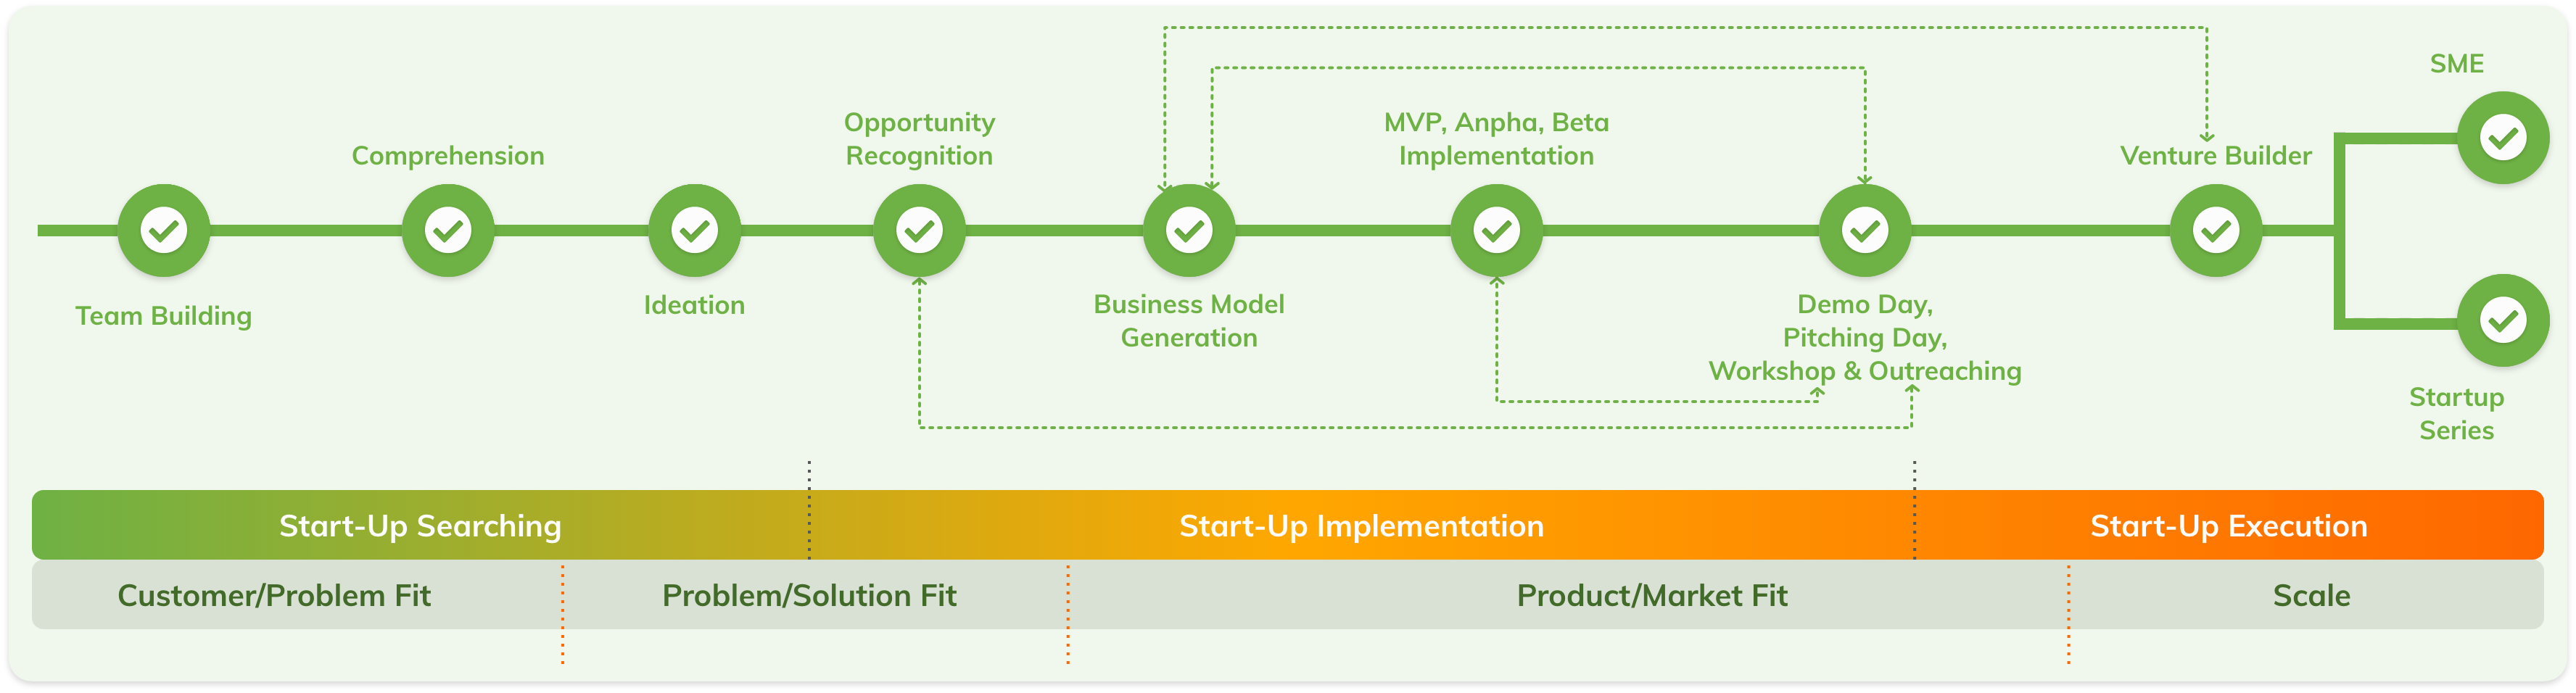 SME
Opportunity
Recognition
MVP, Anpha, Beta
Implementation
Comprehension
Venture Builder
Team Building
Ideation
Business Model
Generation
Demo Day,
Pitching Day,
Workshop & Outreaching
Startup
Series
Start-Up Searching
Start-Up Implementation
Start-Up Execution
Customer/Problem Fit
Problem/Solution Fit
Product/Market Fit
Scale